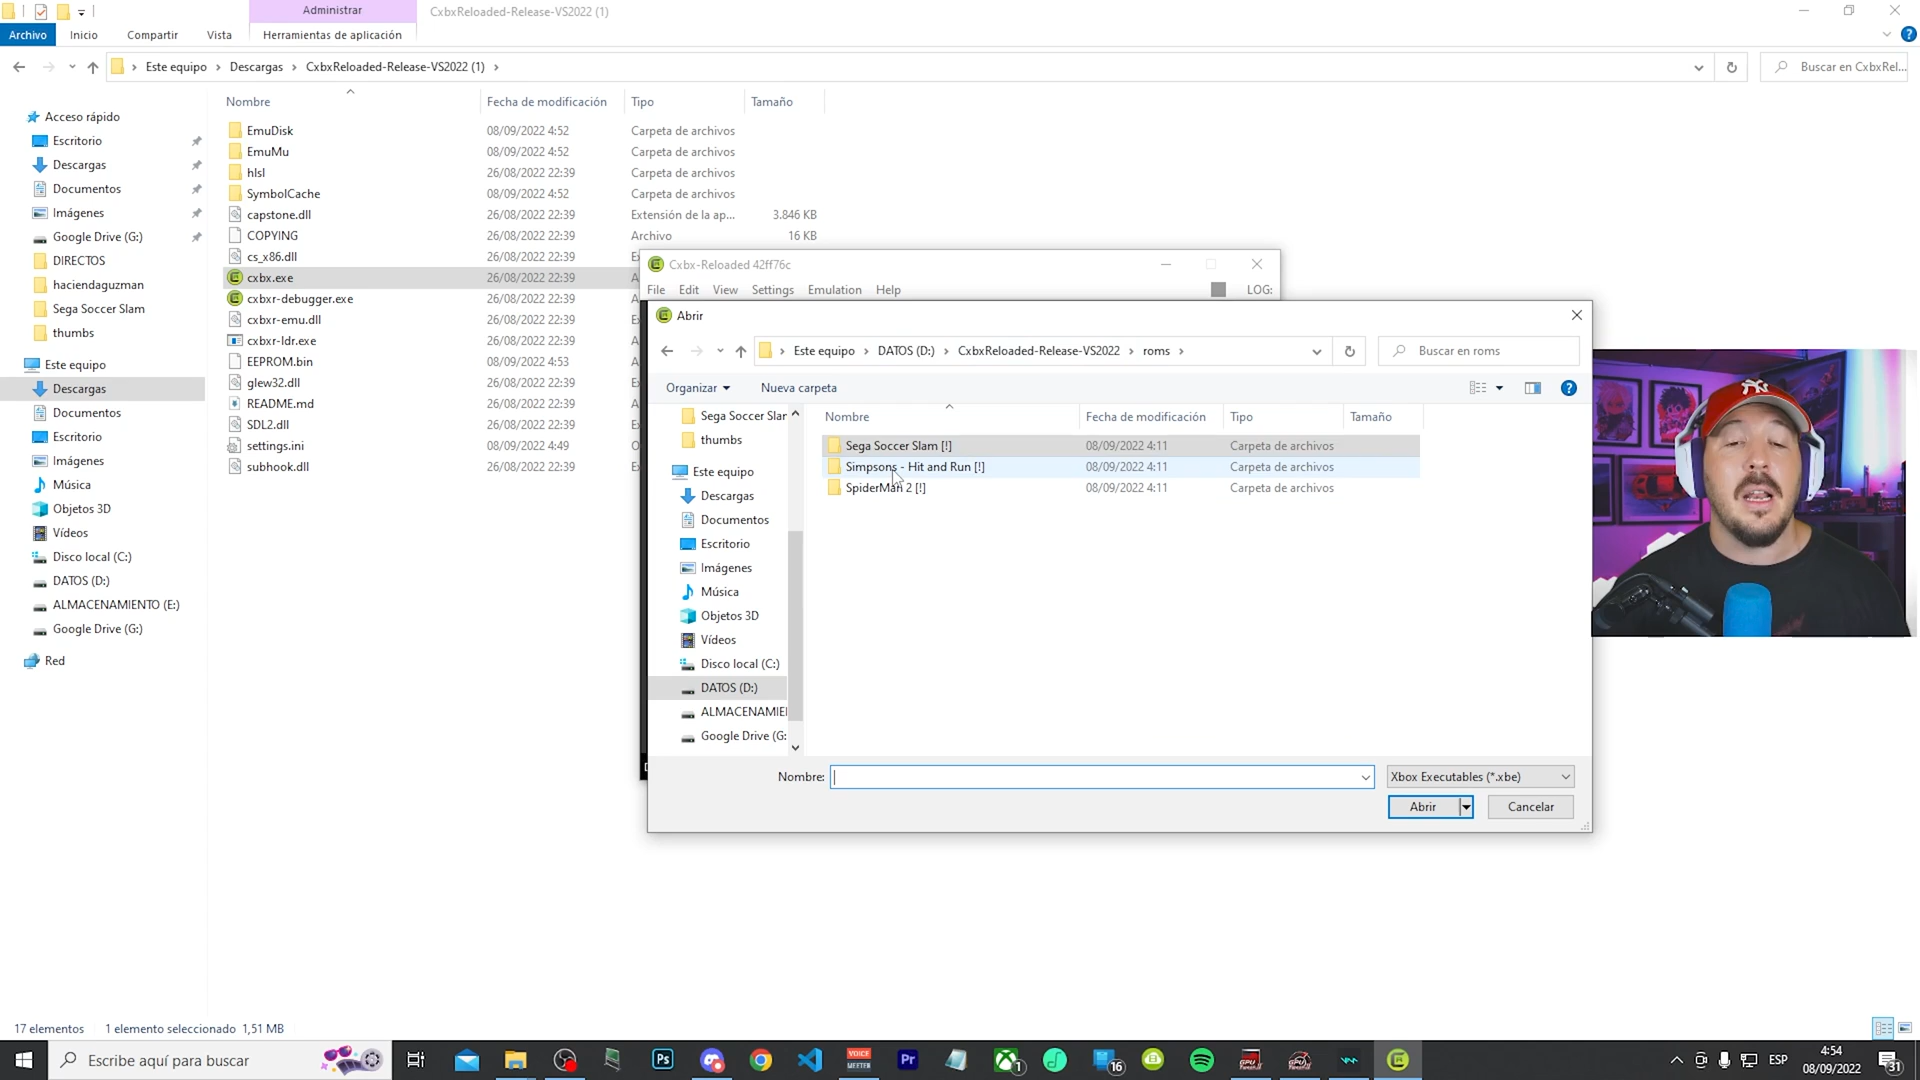 Administrar
CxbxReloaded-Release-VS2022 (1)
Archivo
Inicio
Compartir
Vista
Herramientas de aplicación
Este equipo
Descargas
CxbxReloaded-Release-VS2022 (1)
Buscar en CxbxRel...
Nombre
Fecha de modificación
Tipo
Tamaño
Acceso rápido
Escritorio
Descargas
Documentos
Imágenes
Google Drive (G:)
DIRECTOS
haciendaguzman
Sega Soccer Slam
thumbs
Este equipo
Descargas
Documentos
Escritorio
Imágenes
Música
Objetos 3D
Vídeos
Disco local (C:)
DATOS (D:)
ALMACENAMIENTO (E:)
Google Drive (G:)
Red
EmuDisk 08/09/2022 4:52 Carpeta de archivos
EmuMu 08/09/2022 4:52 Carpeta de archivos
hlsl 26/08/2022 22:39 Carpeta de archivos
SymbolCache 08/09/2022 4:52 Carpeta de archivos
capstone.dll 26/08/2022 22:39 Extensión de la ap... 3.846 KB
COPYING 26/08/2022 22:39 Archivo 16 KB
cs_x86.dll 26/08/2022 22:39
cxbx.exe 26/08/2022 22:39
cxbxr-debugger.exe 26/08/2022 22:39
cxbxr-emu.dll 26/08/2022 22:39
cxbxr-ldr.exe 26/08/2022 22:39
EEPROM.bin 08/09/2022 4:53
glew32.dll 26/08/2022 22:39
README.md 26/08/2022 22:39
SDL2.dll 26/08/2022 22:39
settings.ini 08/09/2022 4:49
subhook.dll 26/08/2022 22:39
Cxbx-Reloaded 42ff76c
File Edit View Settings Emulation Help LOG:
Abrir
Este equipo
DATOS (D:)
CxbxReloaded-Release-VS2022
roms
Buscar en roms
Organizar
Nueva carpeta
Sega Soccer Slar
thumbs
Este equipo
Descargas
Documentos
Escritorio
Imágenes
Música
Objetos 3D
Vídeos
Disco local (C:)
DATOS (D:)
ALMACENAMIEI
Google Drive (G:
Nombre Fecha de modificación Tipo Tamaño
Sega Soccer Slam [!] 08/09/2022 4:11 Carpeta de archivos
Simpsons - Hit and Run [!] 08/09/2022 4:11 Carpeta de archivos
SpiderMan 2 [!] 08/09/2022 4:11 Carpeta de archivos
Nombre:
Xbox Executables (*.xbe)
Abrir
Cancelar
17 elementos
1 elemento seleccionado 1,51 MB
Escribe aquí para buscar
Ps
VOICE
MEETER
Pr
1
16
ESP
4:54
08/09/2022
31